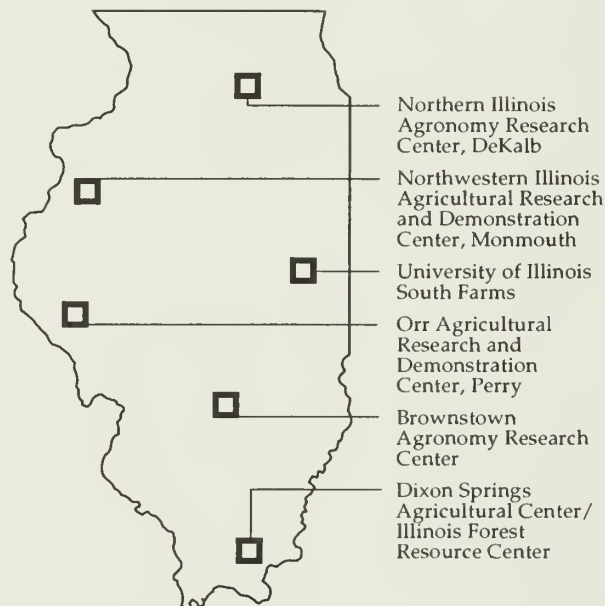 Northern Illinois
Agronomy Research
Center, DeKalb
Northwestern Illinois
Agricultural Research
and Demonstration
Center, Monmouth
University of Illinois
South Farms
Orr Agricultural
Research and
Demonstration
Center, Perry
Brownstown
Agronomy Research
Center
Dixon Springs
Agricultural Center/
Illinois Forest
Resource Center